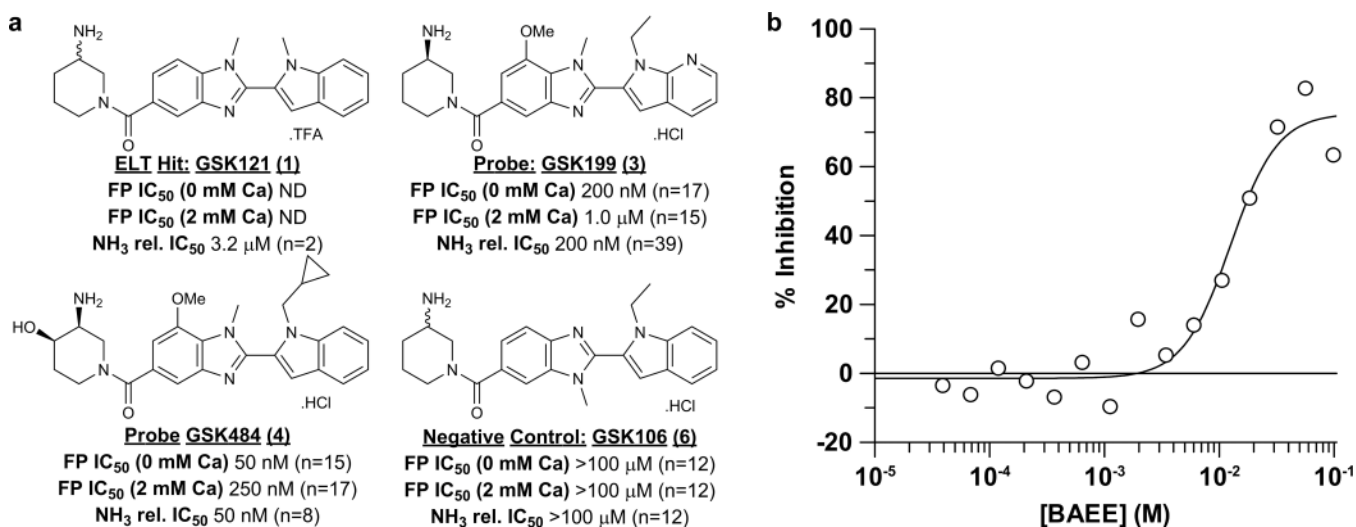 a
NH₂
N
O
N
N
N
.TFA
ELT Hit: GSK121 (1)
FP IC₅₀ (0 mM Ca) ND
FP IC₅₀ (2 mM Ca) ND
NH₃ rel. IC₅₀ 3.2 μM (n=2)
NH₂
OMe
N
O
N
N
N
N
.HCl
Probe: GSK199 (3)
FP IC₅₀ (0 mM Ca) 200 nM (n=17)
FP IC₅₀ (2 mM Ca) 1.0 μM (n=15)
NH₃ rel. IC₅₀ 200 nM (n=39)
NH₂
HO
OMe
N
O
N
N
N
.HCl
Probe GSK484 (4)
FP IC₅₀ (0 mM Ca) 50 nM (n=15)
FP IC₅₀ (2 mM Ca) 250 nM (n=17)
NH₃ rel. IC₅₀ 50 nM (n=8)
NH₂
N
O
N
N
N
.HCl
Negative Control: GSK106 (6)
FP IC₅₀ (0 mM Ca) >100 μM (n=12)
FP IC₅₀ (2 mM Ca) >100 μM (n=12)
NH₃ rel. IC₅₀ >100 μM (n=12)
b
% Inhibition
100
80
60
40
20
0
-20
10⁻⁵ 10⁻⁴ 10⁻³ 10⁻² 10⁻¹
[BAEE] (M)